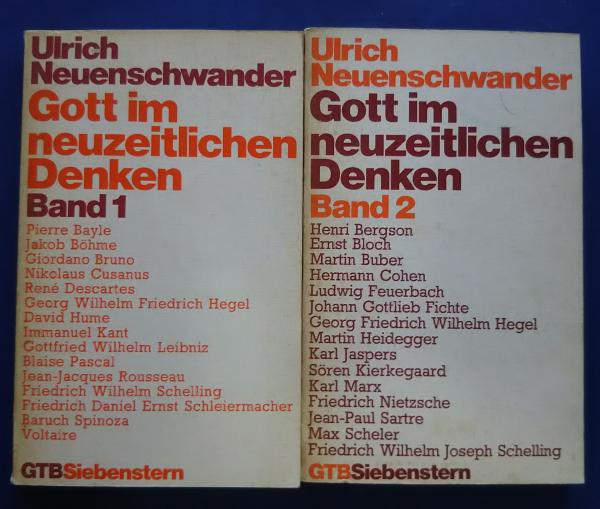 Ulrich
Neuenschwander
Gott im
neuzeitlichen
Denken
Band 1
Pierre Bayle
Jakob Böhme
Giordano Bruno
Nikolaus Cusanus
René Descartes
Georg Wilhelm Friedrich Hegel
David Hume
Immanuel Kant
Gottfried Wilhelm Leibniz
Blaise Pascal
Jean-Jacques Rousseau
Friedrich Wilhelm Schelling
Friedrich Daniel Ernst Schleiermacher
Baruch Spinoza
Voltaire
GTBSiebenstern
Ulrich
Neuenschwander
Gott im
neuzeitlichen
Denken
Band 2
Henri Bergson
Ernst Bloch
Martin Buber
Hermann Cohen
Ludwig Feuerbach
Johann Gottlieb Fichte
Georg Friedrich Wilhelm Hegel
Martin Heidegger
Karl Jaspers
Sören Kierkegaard
Karl Marx
Friedrich Nietzsche
Jean-Paul Sartre
Max Scheler
Friedrich Wilhelm Joseph Schelling
GTBSiebenstern